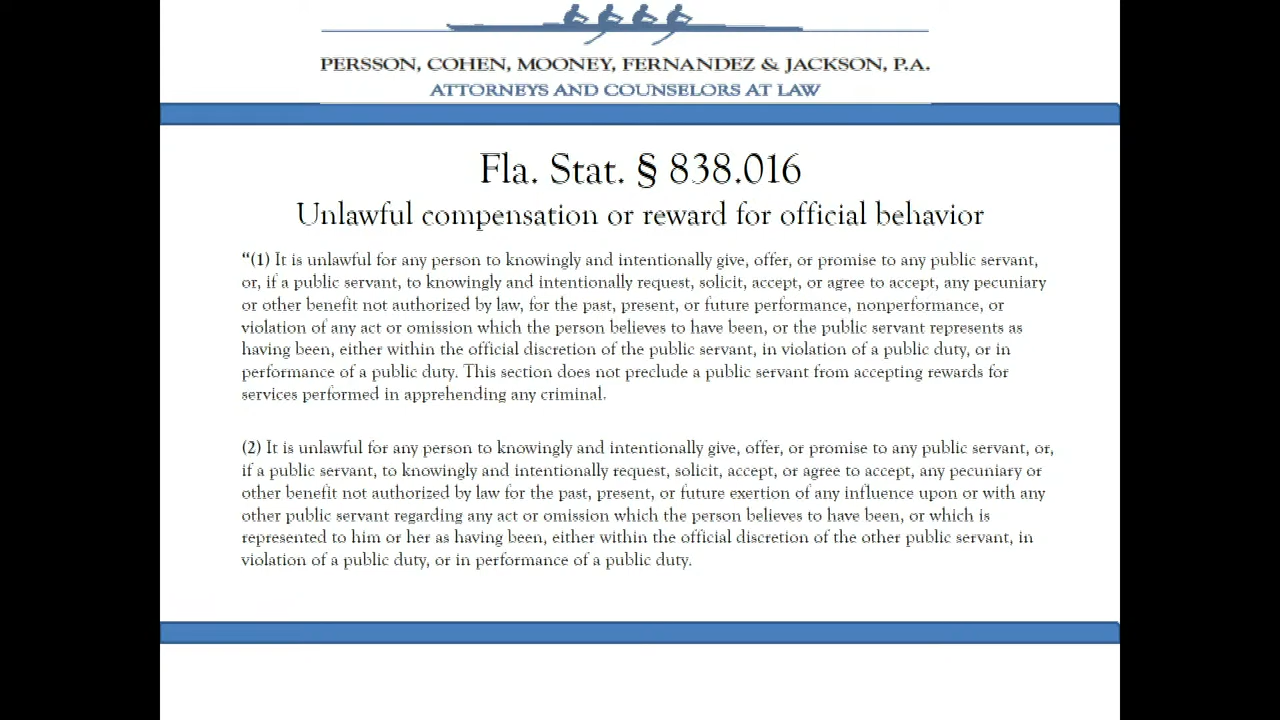 PERSSON, COHEN, MOONEY, FERNANDEZ & JACKSON, P.A.
ATTORNEYS AND COUNSELORS AT LAW
Fla. Stat. § 838.016
Unlawful compensation or reward for official behavior
“(1) It is unlawful for any person to knowingly and intentionally give, offer, or promise to any public servant,
or, if a public servant, to knowingly and intentionally request, solicit, accept, or agree to accept, any pecuniary
or other benefit not authorized by law, for the past, present, or future performance, nonperformance, or
violation of any act or omission which the person believes to have been, or the public servant represents as
having been, either within the official discretion of the public servant, in violation of a public duty, or in
performance of a public duty. This section does not preclude a public servant from accepting rewards for
services performed in apprehending any criminal.
(2) It is unlawful for any person to knowingly and intentionally give, offer, or promise to any public servant, or,
if a public servant, to knowingly and intentionally request, solicit, accept, or agree to accept, any pecuniary or
other benefit not authorized by law for the past, present, or future exertion of any influence upon or with any
other public servant regarding any act or omission which the person believes to have been, or which is
represented to him or her as having been, either within the official discretion of the other public servant, in
violation of a public duty, or in performance of a public duty.